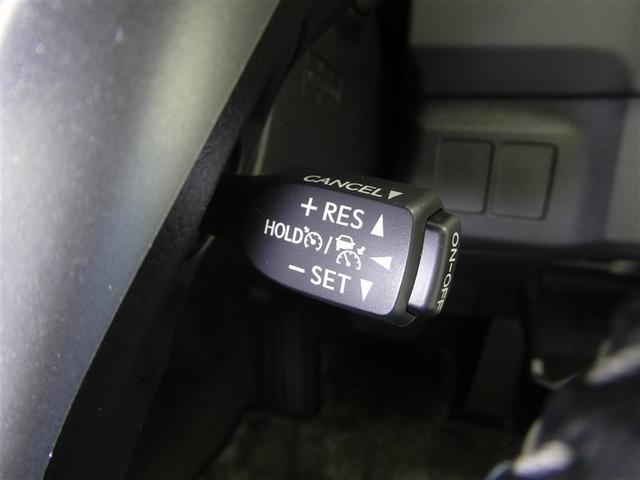 CANCEL▼
+ RES ▲
HOLD / ◀
− SET ▼
ON-OFF